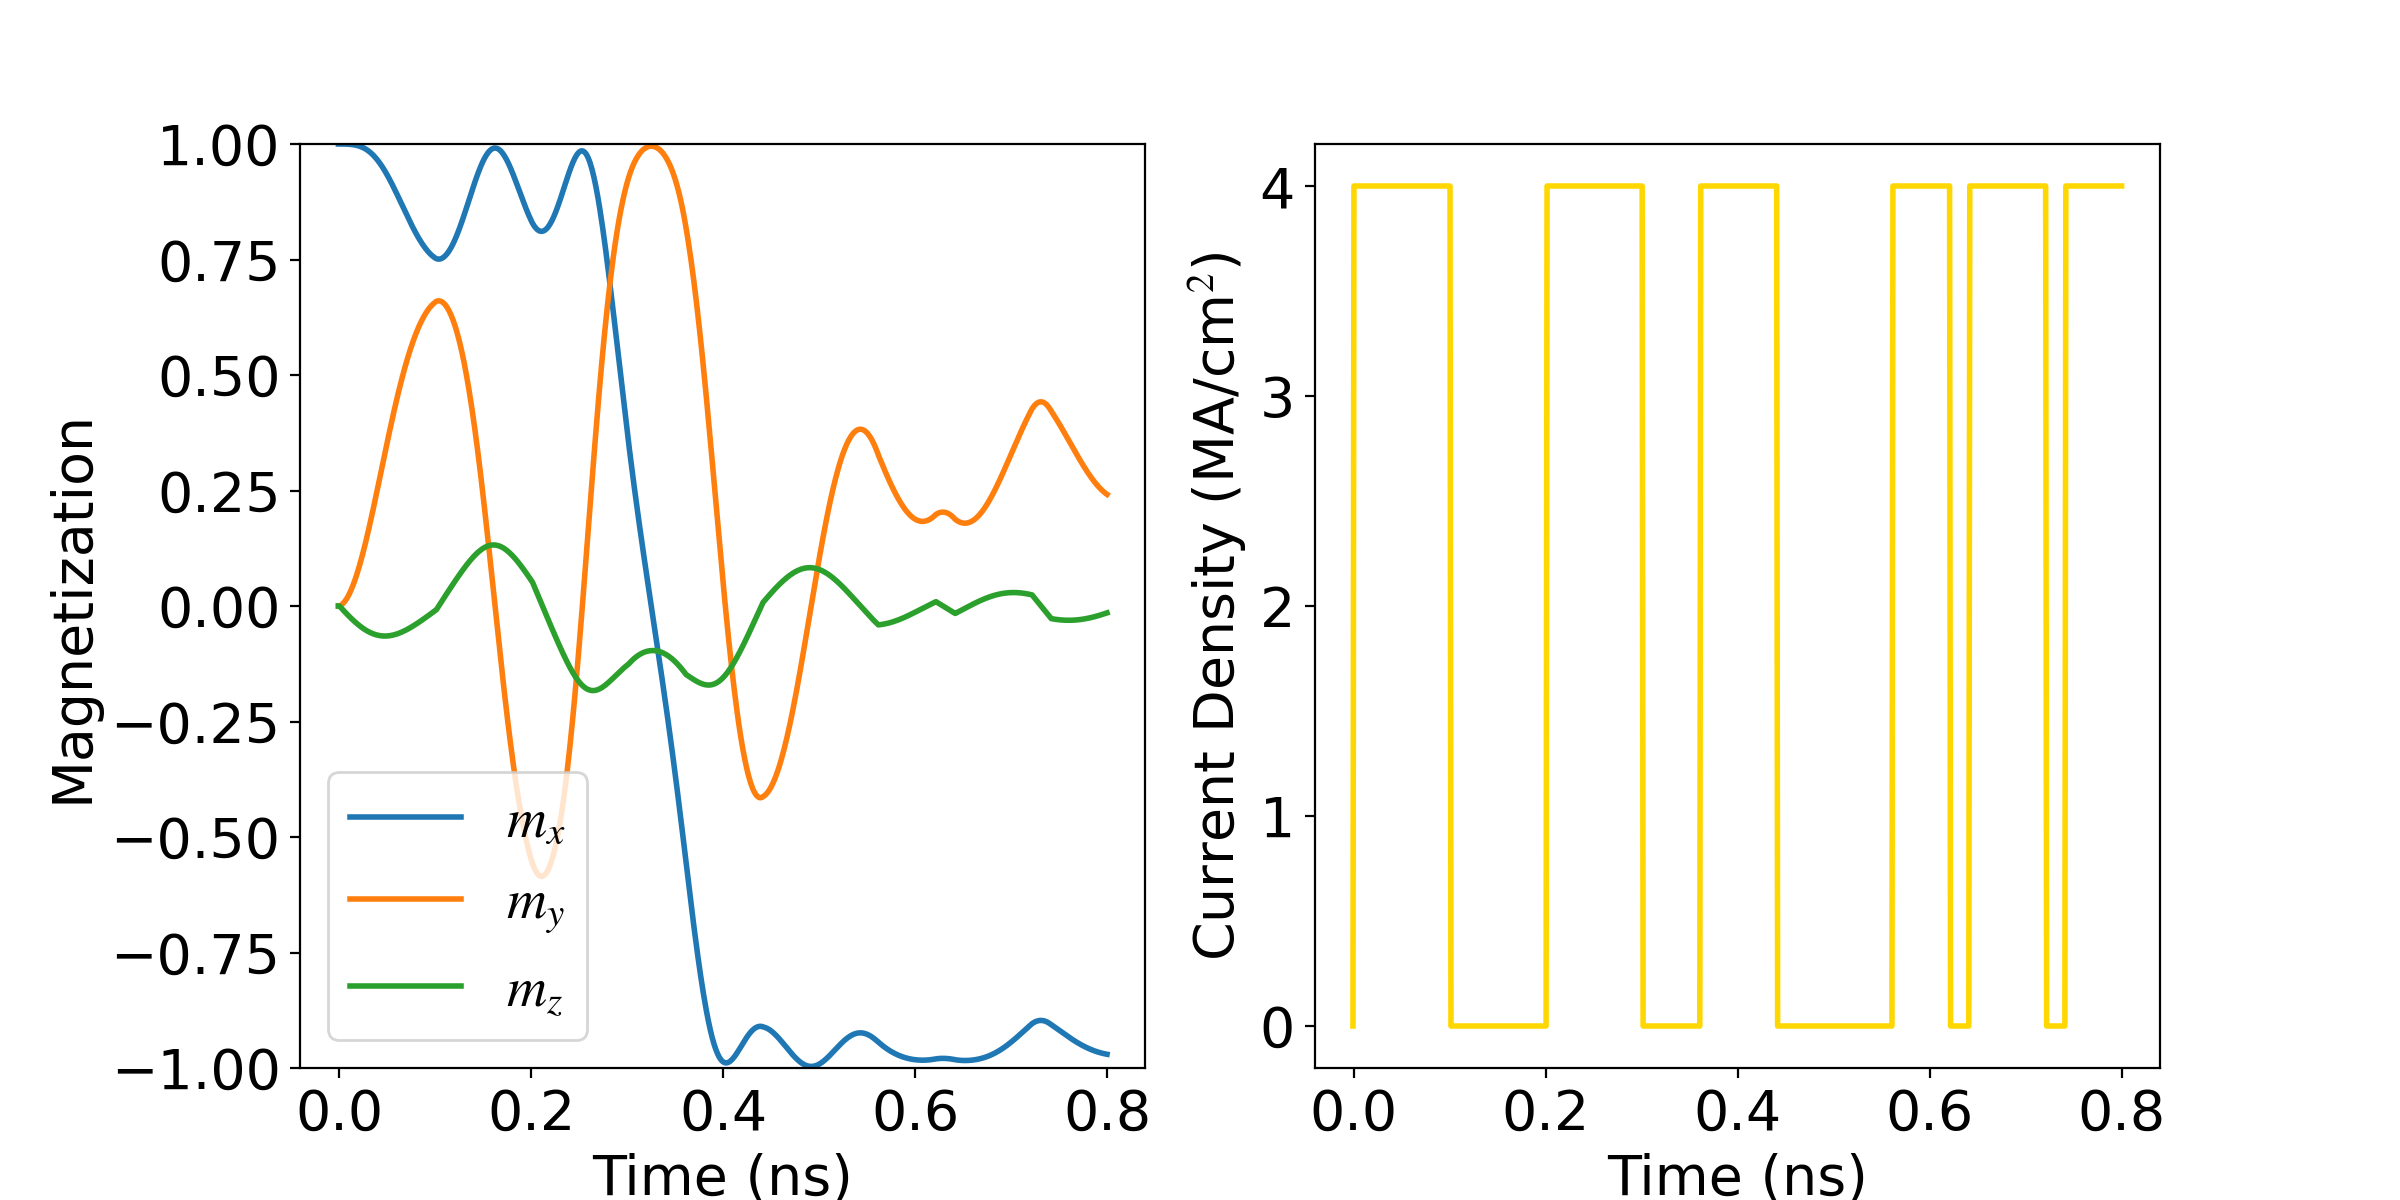 1.00
0.75
0.50
0.25
0.00
−0.25
−0.50
−0.75
−1.00
Magnetization
m_x
m_y
m_z
0.0 0.2 0.4 0.6 0.8
Time (ns)
4
3
2
1
0
Current Density (MA/cm²)
0.0 0.2 0.4 0.6 0.8
Time (ns)